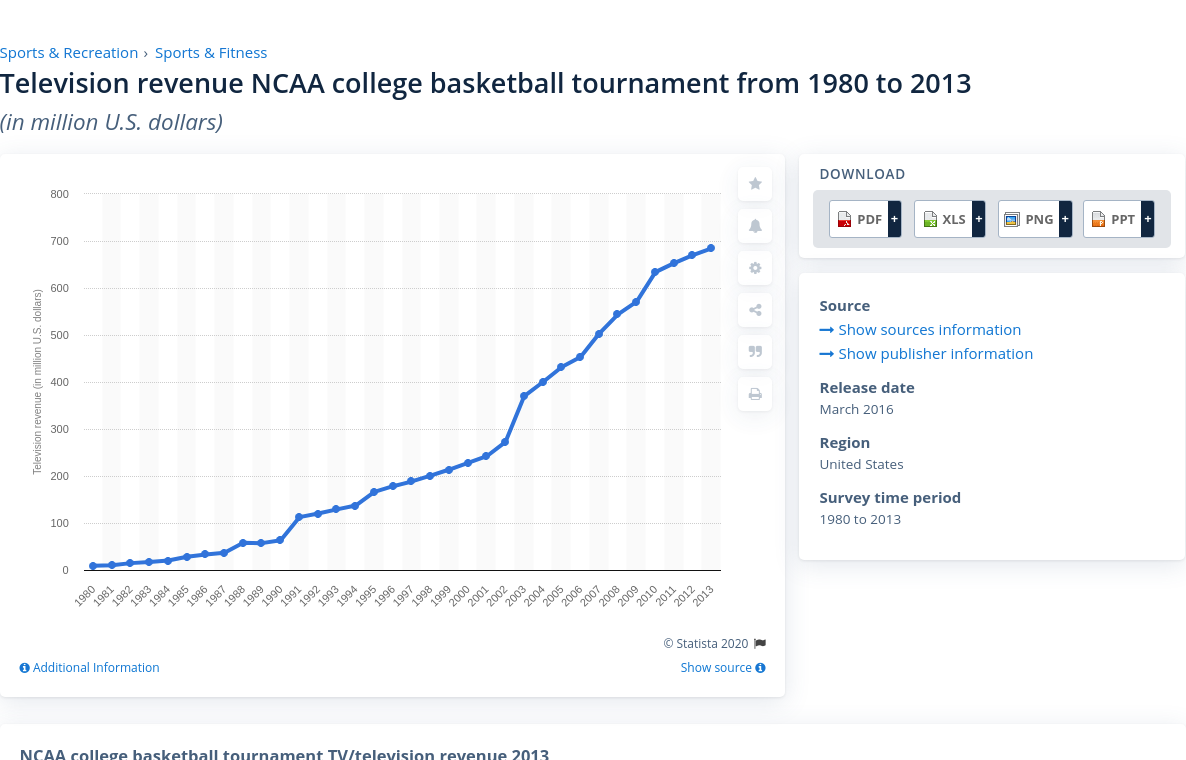 Sports & Recreation › Sports & Fitness
Television revenue NCAA college basketball tournament from 1980 to 2013
(in million U.S. dollars)
800
700
600
500
400
300
200
100
0
Television revenue (in million U.S. dollars)
1980 1981 1982 1983 1984 1985 1986 1987 1988 1989 1990 1991 1992 1993 1994 1995 1996 1997 1998 1999 2000 2001 2002 2003 2004 2005 2006 2007 2008 2009 2010 2011 2012 2013
© Statista 2020
Additional Information
Show source
DOWNLOAD
PDF + XLS + PNG + PPT +
Source
Show sources information
Show publisher information
Release date
March 2016
Region
United States
Survey time period
1980 to 2013
NCAA college basketball tournament TV/television revenue 2013